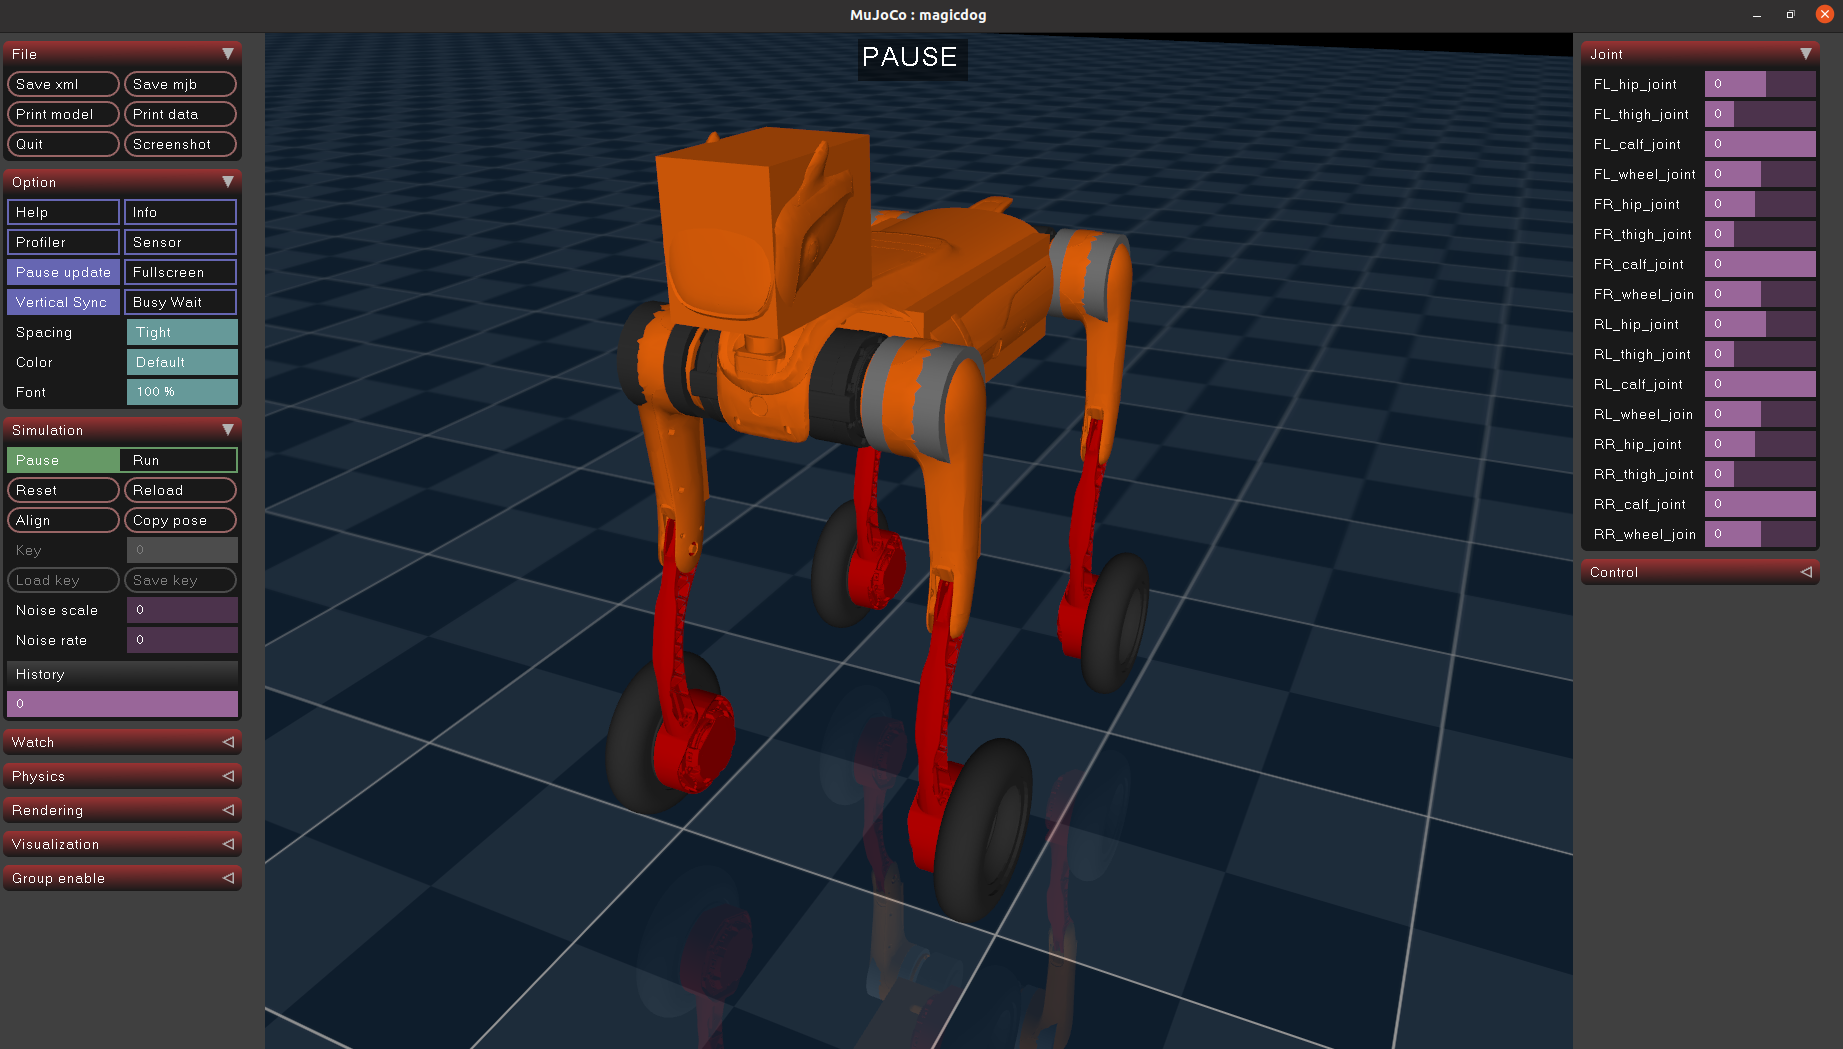 MuJoCo : magicdog
File
Save xml
Save mjb
Print model
Print data
Quit
Screenshot
Option
Help
Info
Profiler
Sensor
Pause update
Fullscreen
Vertical Sync
Busy Wait
Spacing
Tight
Color
Default
Font
100 %
Simulation
Pause
Run
Reset
Reload
Align
Copy pose
Key
0
Load key
Save key
Noise scale
0
Noise rate
0
History
0
Watch
Physics
Rendering
Visualization
Group enable
PAUSE
Joint
FL_hip_joint
0
FL_thigh_joint
0
FL_calf_joint
0
FL_wheel_joint
0
FR_hip_joint
0
FR_thigh_joint
0
FR_calf_joint
0
FR_wheel_join
0
RL_hip_joint
0
RL_thigh_joint
0
RL_calf_joint
0
RL_wheel_join
0
RR_hip_joint
0
RR_thigh_joint
0
RR_calf_joint
0
RR_wheel_join
0
Control